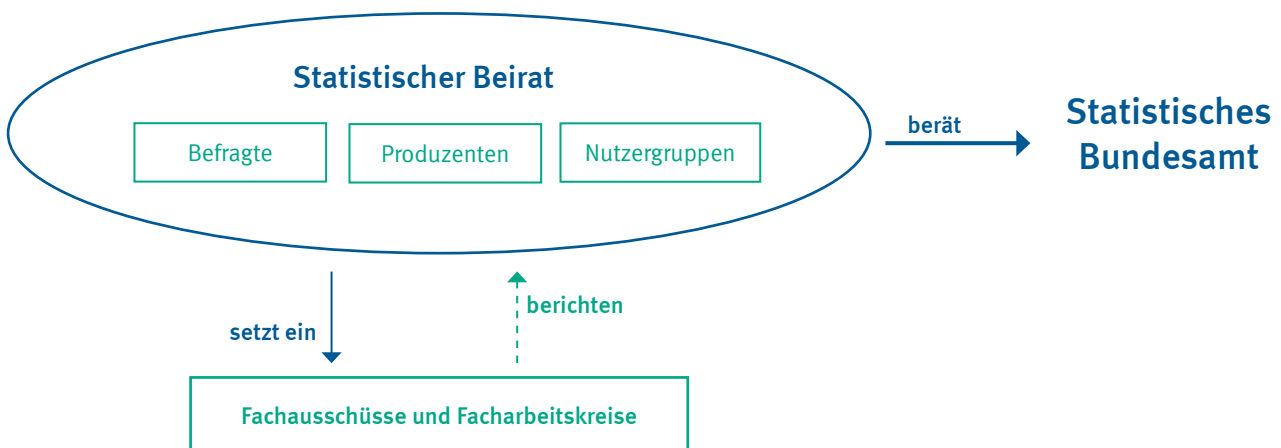 Statistischer Beirat
Befragte
Produzenten
Nutzergruppen
berät
Statistisches
Bundesamt
setzt ein
berichten
Fachausschüsse und Facharbeitskreise